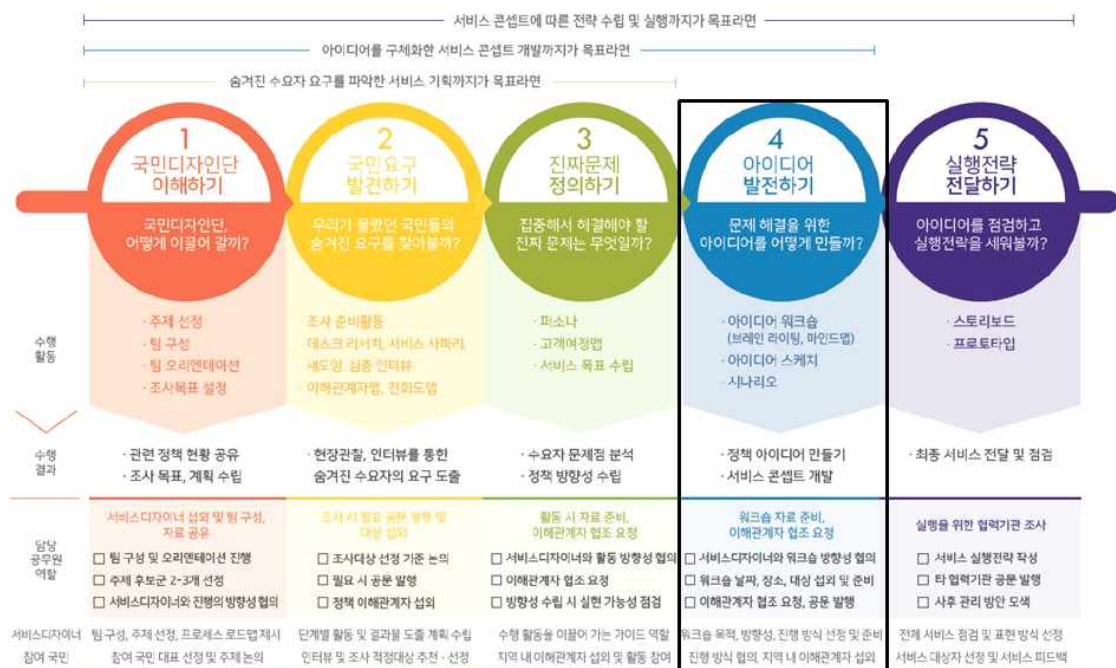 서비스 콘셉트에 따른 전략 수립 및 실행까지가 목표라면
아이디어를 구체화한 서비스 콘셉트 개발까지가 목표라면
숨겨진 수요자 요구를 파악한 서비스 기획까지가 목표라면
1
국민디자인단
이해하기
국민디자인단,
어떻게 이끌어 갈까?
2
국민요구
발견하기
우리가 몰랐던 국민들의
숨겨진 요구를 찾아볼까?
3
진짜문제
정의하기
집중해서 해결해야 할
진짜 문제는 무엇일까?
4
아이디어
발전하기
문제 해결을 위한
아이디어를 어떻게 만들까?
5
실행전략
전달하기
아이디어를 점검하고
실행전략을 세워볼까?
수행
활동
· 주제 선정
· 팀 구성
· 팀 오리엔테이션
· 조사목표 설정
· 조사 준비활동
· 데스크 리서치, 서비스 사파리,
섀도잉, 심층 인터뷰
· 이해관계자맵, 친화도맵
· 퍼소나
· 고객여정맵
· 서비스 목표 수립
· 아이디어 워크숍
(브레인 라이팅, 마인드맵)
· 아이디어 스케치
· 시나리오
· 스토리보드
· 프로토타입
수행
결과
· 관련 정책 현황 공유
· 조사 목표, 계획 수립
· 현장관찰, 인터뷰를 통한
숨겨진 수요자의 요구 도출
· 수요자 문제점 분석
· 정책 방향성 수립
· 정책 아이디어 만들기
· 서비스 콘셉트 개발
· 최종 서비스 전달 및 점검
담당
공무원
역할
서비스디자이너 섭외 및 팀 구성,
자료 공유
□ 팀 구성 및 오리엔테이션 진행
□ 주제 후보군 2-3개 선정
□ 서비스디자이너와 진행의 방향성 협의
조사 시 필요 공문 발행 및
대상 섭외
□ 조사대상 선정 기준 논의
□ 필요 시 공문 발행
□ 정책 이해관계자 섭외
활동 시 자료 준비,
이해관계자 협조 요청
□ 서비스디자이너와 활동 방향성 협의
□ 이해관계자 협조 요청
□ 방향성 수립 시 실현 가능성 점검
워크숍 자료 준비,
이해관계자 협조 요청
□ 서비스디자이너와 워크숍 방향성 협의
□ 워크숍 날짜, 장소, 대상 섭외 및 준비
□ 이해관계자 협조 요청, 공문 발행
실행을 위한 협력기관 조사
□ 서비스 실행전략 작성
□ 타 협력기관 공문 발행
□ 사후 관리 방안 모색
서비스디자이너
참여 국민
팀 구성, 주제 선정, 프로세스 로드맵 제시
참여 국민 대표 선정 및 주제 논의
단계별 활동 및 결과물 도출 계획 수립
인터뷰 및 조사 적정대상 추천 · 선정
수행 활동을 이끌어 가는 가이드 역할
지역 내 이해관계자 섭외 및 활동 참여
워크숍 목적, 방향성, 진행 방식 선정 및 준비
진행 방식 협의, 지역 내 이해관계자 섭외
전체 서비스 점검 및 표현 방식 선정
서비스 대상자 선정 및 서비스 피드백